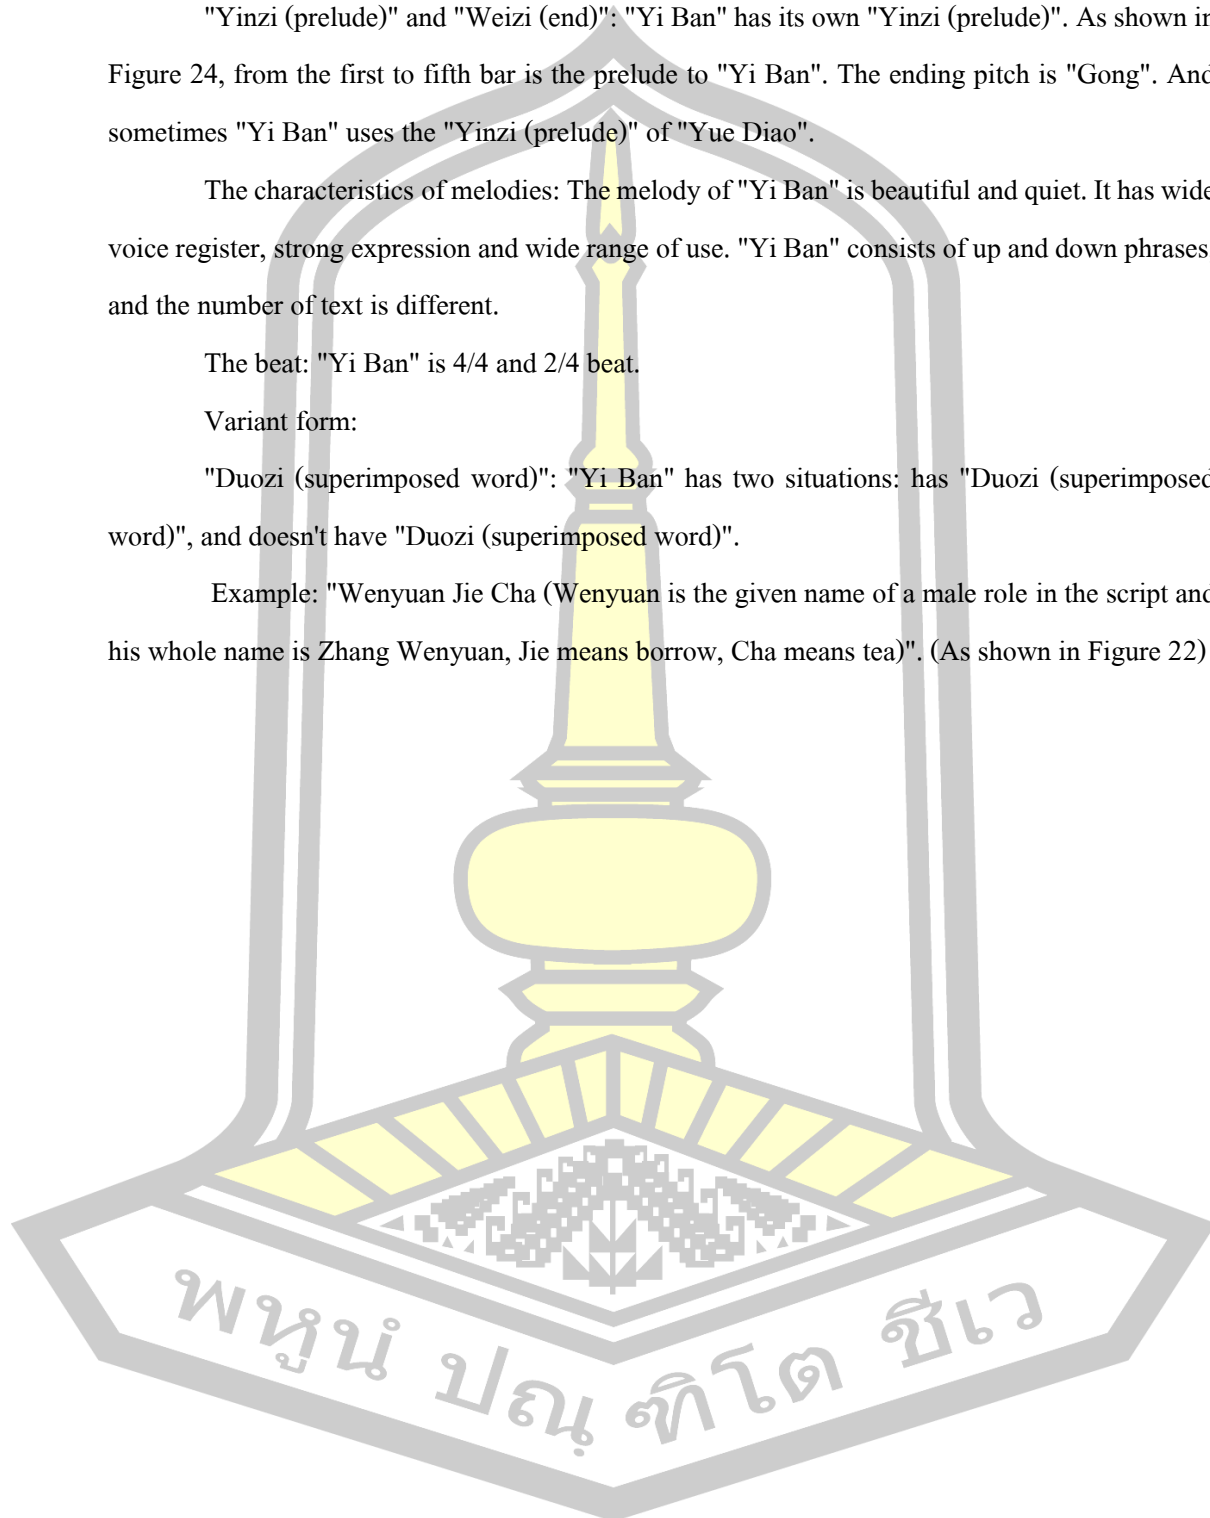 "Yinzi (prelude)" and "Weizi (end)": "Yi Ban" has its own "Yinzi (prelude)". As shown in
Figure 24, from the first to fifth bar is the prelude to "Yi Ban". The ending pitch is "Gong". And
sometimes "Yi Ban" uses the "Yinzi (prelude)" of "Yue Diao".
The characteristics of melodies: The melody of "Yi Ban" is beautiful and quiet. It has wide
voice register, strong expression and wide range of use. "Yi Ban" consists of up and down phrases
and the number of text is different.
The beat: "Yi Ban" is 4/4 and 2/4 beat.
Variant form:
"Duozi (superimposed word)": "Yi Ban" has two situations: has "Duozi (superimposed
word)", and doesn't have "Duozi (superimposed word)".
Example: "Wenyuan Jie Cha (Wenyuan is the given name of a male role in the script and
his whole name is Zhang Wenyuan, Jie means borrow, Cha means tea)". (As shown in Figure 22)
พหูนํ ปณฺฑิโต ชีเว